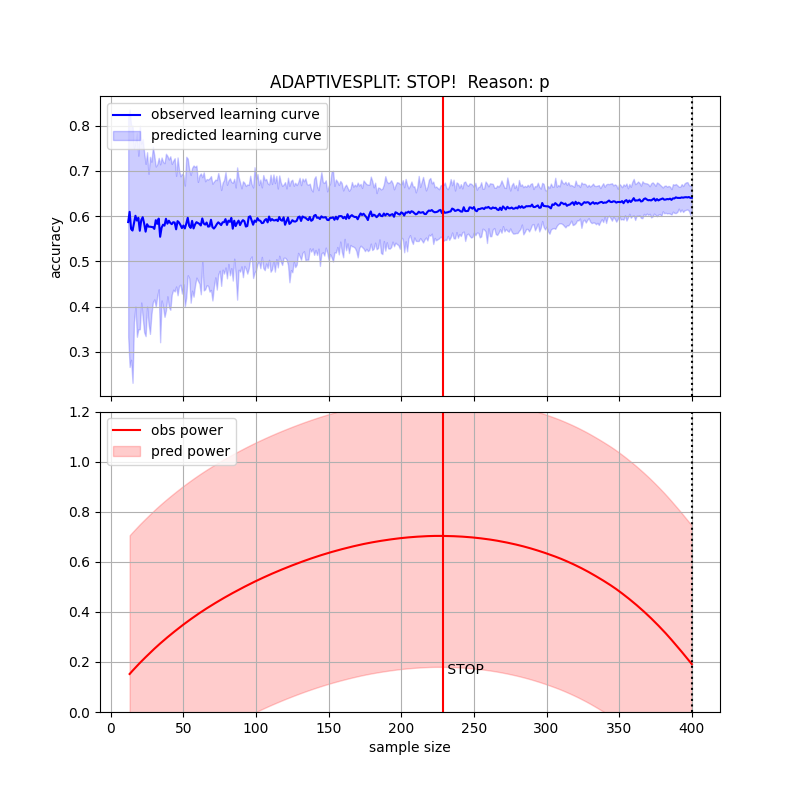 ADAPTIVESPLIT: STOP!  Reason: p
observed learning curve
predicted learning curve
0.8
0.7
0.6
0.5
0.4
0.3
accuracy
obs power
pred power
1.2
1.0
0.8
0.6
0.4
0.2
0.0
STOP
0 50 100 150 200 250 300 350 400
sample size